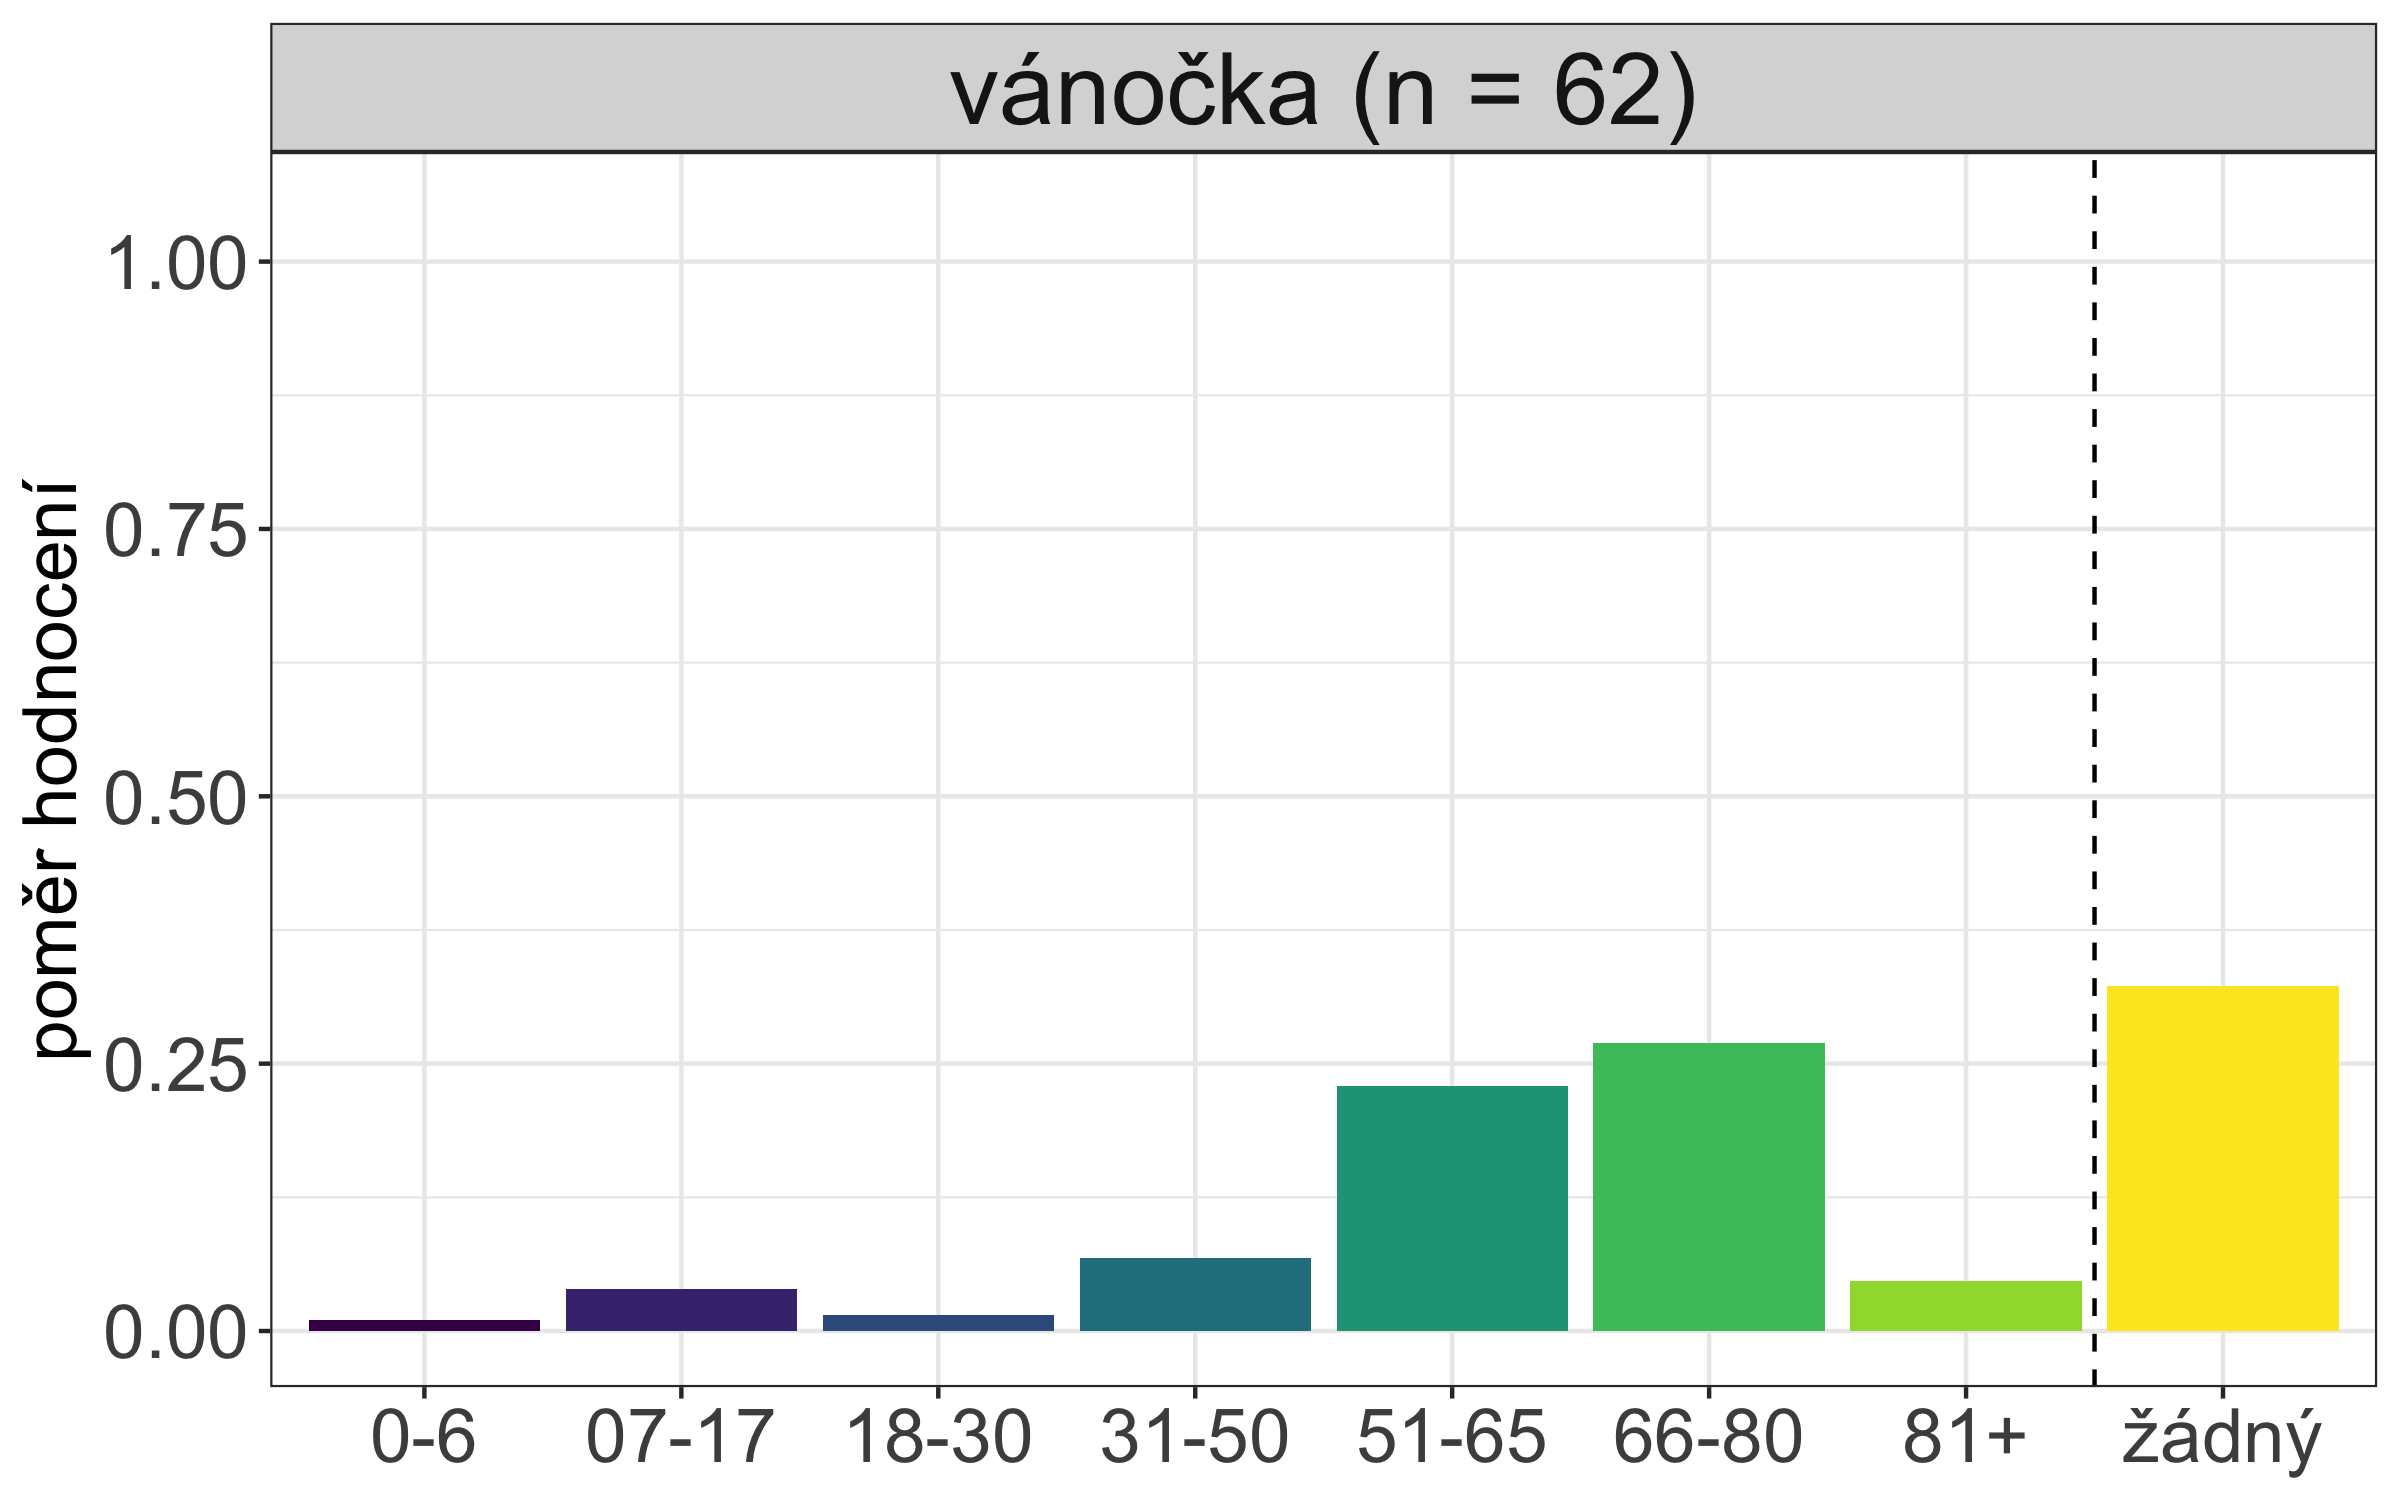 vánočka (n = 62)
poměr hodnocení
1.00
0.75
0.50
0.25
0.00
0-6 07-17 18-30 31-50 51-65 66-80 81+ žádný